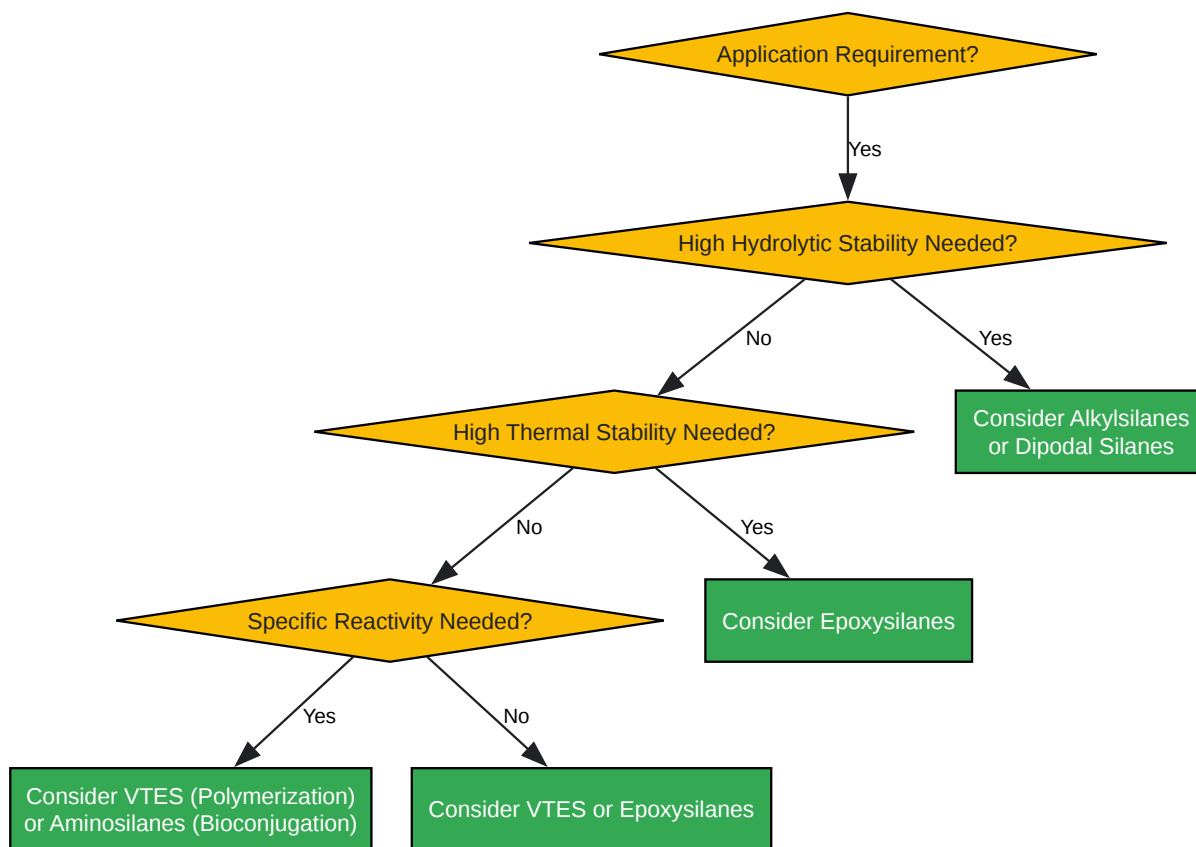 Application Requirement?
Yes
High Hydrolytic Stability Needed?
No
Yes
High Thermal Stability Needed?
Consider Alkylsilanes
or Dipodal Silanes
No
Yes
Specific Reactivity Needed?
Consider Epoxysilanes
Yes
No
Consider VTES (Polymerization)
or Aminosilanes (Bioconjugation)
Consider VTES or Epoxysilanes